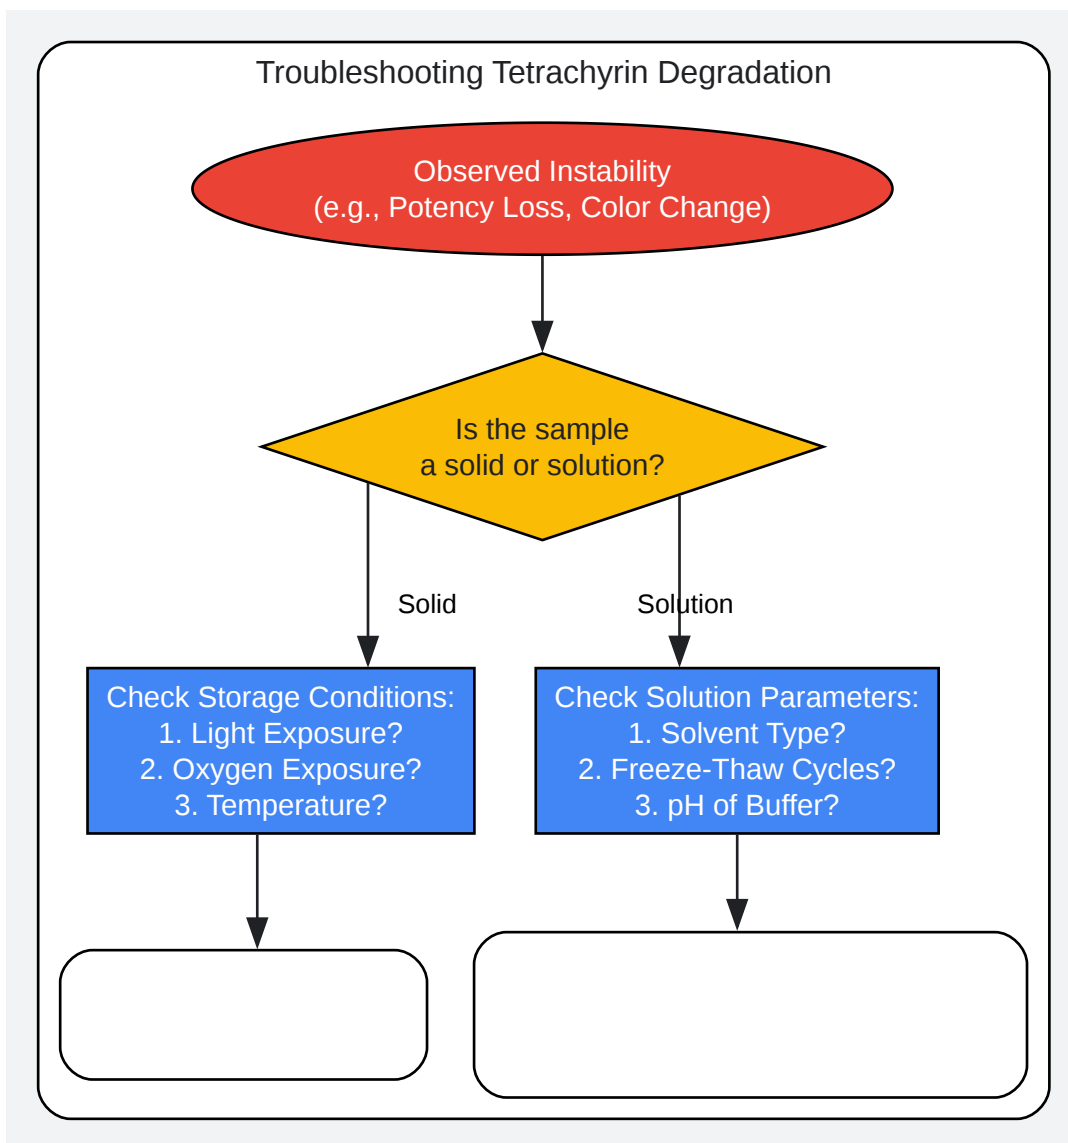 Troubleshooting Tetrachyrin Degradation
Observed Instability
(e.g., Potency Loss, Color Change)
Is the sample
a solid or solution?
Solid
Solution
Check Storage Conditions:
1. Light Exposure?
2. Oxygen Exposure?
3. Temperature?
Check Solution Parameters:
1. Solvent Type?
2. Freeze-Thaw Cycles?
3. pH of Buffer?